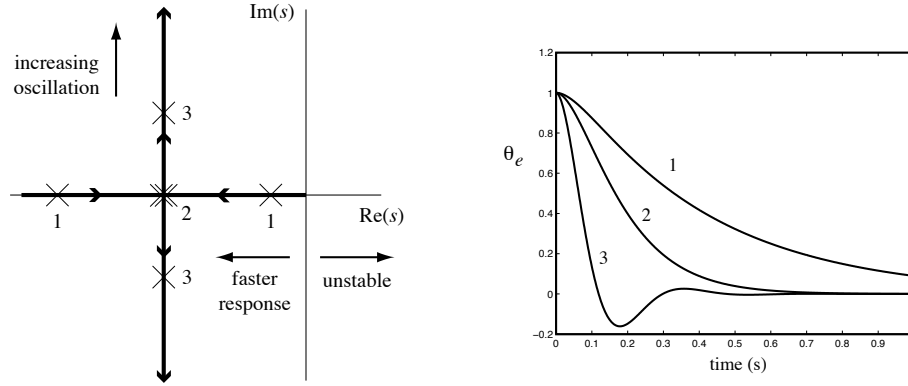 Im(s)
increasing
oscillation
3
1
2
1
Re(s)
3
faster
response
unstable
1.2
1
0.8
0.6
0.4
0.2
0
−0.2
θe
1
2
3
0 0.1 0.2 0.3 0.4 0.5 0.6 0.7 0.8 0.9
time (s)